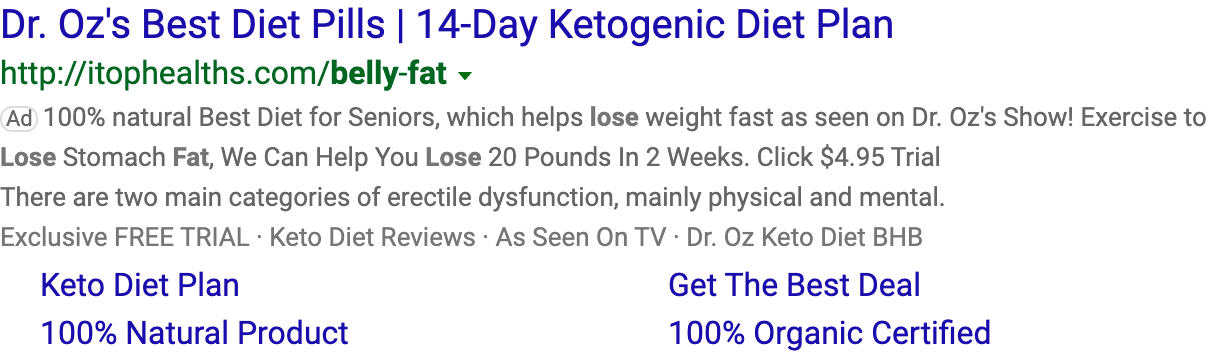 Dr. Oz's Best Diet Pills | 14-Day Ketogenic Diet Plan
http://itophealths.com/belly-fat
Ad 100% natural Best Diet for Seniors, which helps lose weight fast as seen on Dr. Oz's Show! Exercise to
Lose Stomach Fat, We Can Help You Lose 20 Pounds In 2 Weeks. Click $4.95 Trial
There are two main categories of erectile dysfunction, mainly physical and mental.
Exclusive FREE TRIAL · Keto Diet Reviews · As Seen On TV · Dr. Oz Keto Diet BHB
Keto Diet Plan Get The Best Deal
100% Natural Product 100% Organic Certified